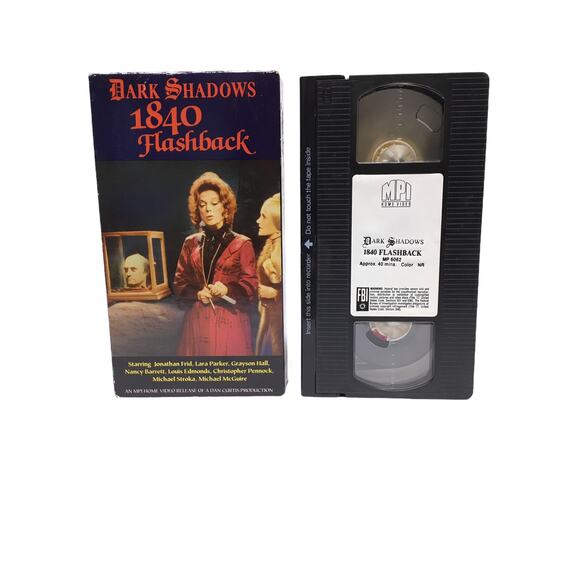 DARK SHADOWS
1840
Flashback
Starring Jonathan Frid, Lara Parker, Grayson Hall,
Nancy Barrett, Louis Edmonds, Christopher Pennock,
Michael Stroka, Michael McGuire
AN MPI HOME VIDEO RELEASE OF A DAN CURTIS PRODUCTION
Insert this side into recorder
Do not touch the tape inside
MPI
HOME VIDEO
DARK SHADOWS
1840 FLASHBACK
MP 6062
Approx. 40 mins. Color NR
FBI
WARNING: